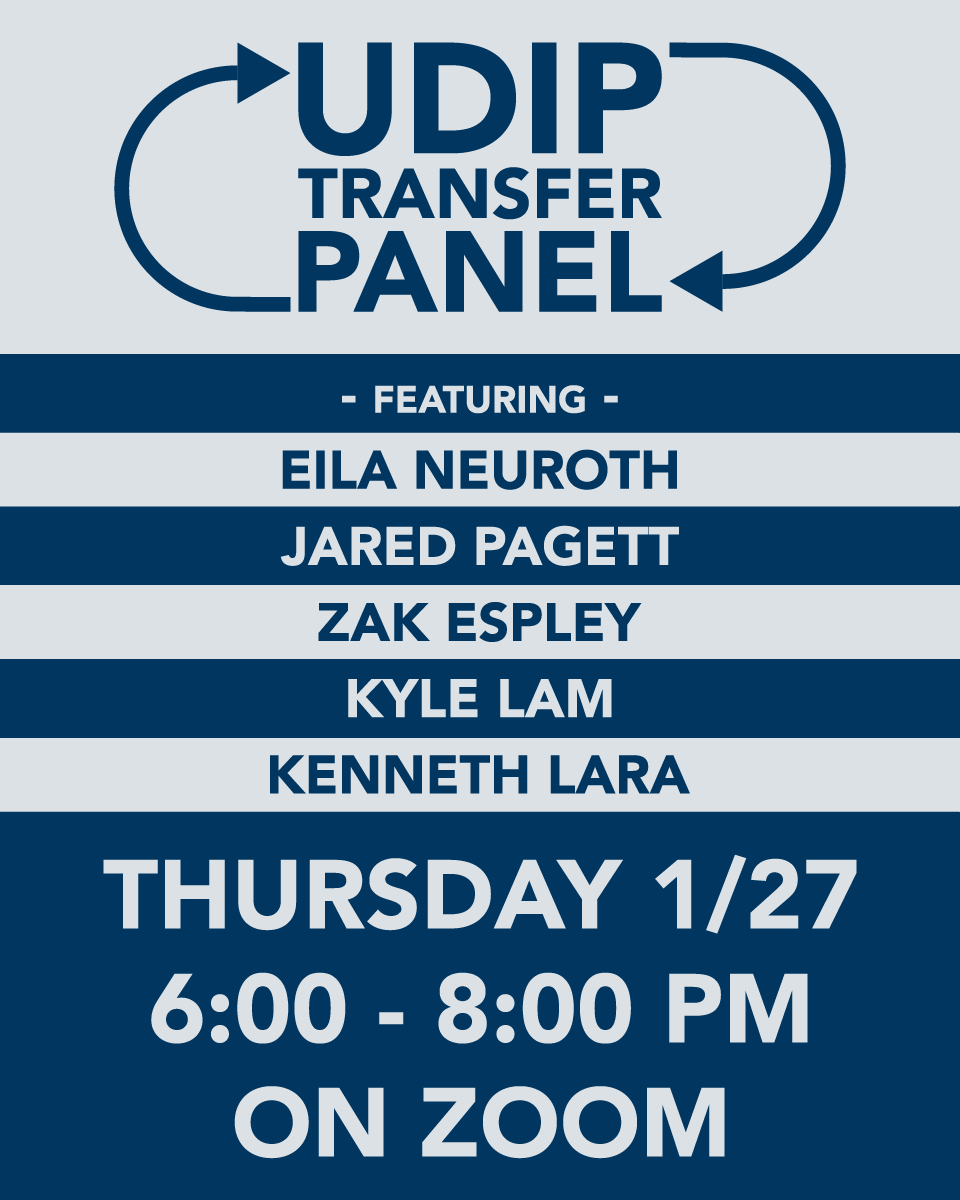 UDIP
TRANSFER
PANEL
- FEATURING -
EILA NEUROTH
JARED PAGETT
ZAK ESPLEY
KYLE LAM
KENNETH LARA
THURSDAY 1/27
6:00 - 8:00 PM
ON ZOOM